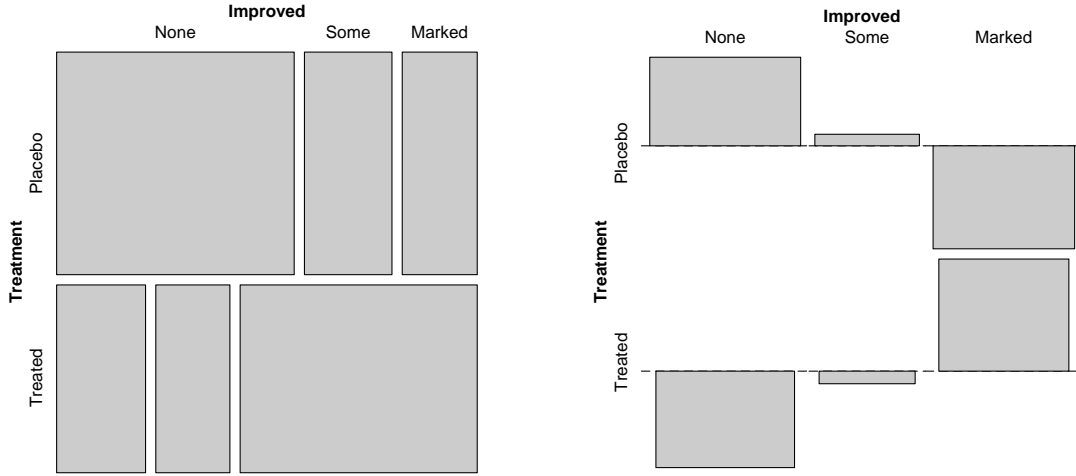 Improved
None Some Marked
Treatment
Placebo
Treated
Improved
None Some Marked
Treatment
Placebo
Treated